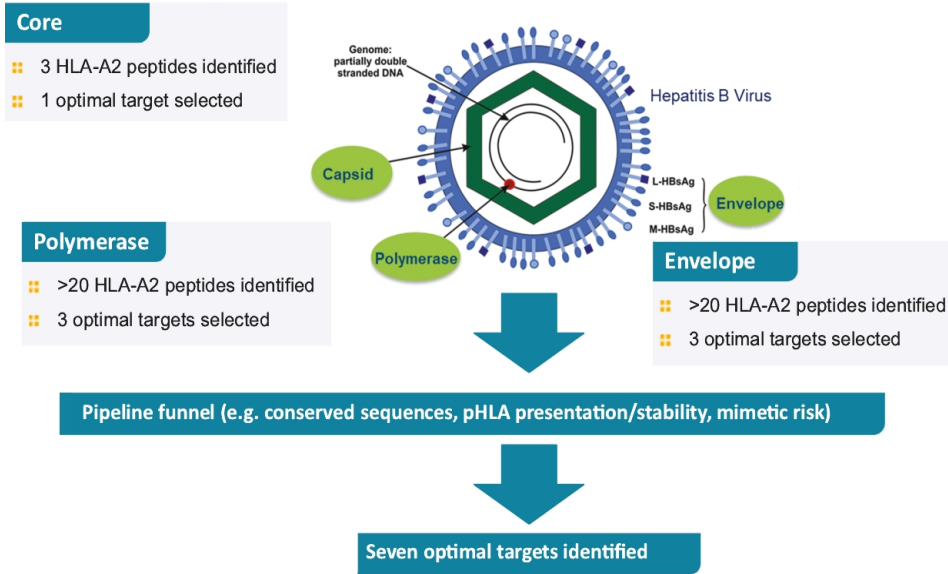 Core
3 HLA-A2 peptides identified
1 optimal target selected
Genome:
partially double
stranded DNA
Hepatitis B Virus
Capsid
L-HBsAg
S-HBsAg
M-HBsAg
Envelope
Polymerase
Polymerase
>20 HLA-A2 peptides identified
3 optimal targets selected
Envelope
>20 HLA-A2 peptides identified
3 optimal targets selected
Pipeline funnel (e.g. conserved sequences, pHLA presentation/stability, mimetic risk)
Seven optimal targets identified